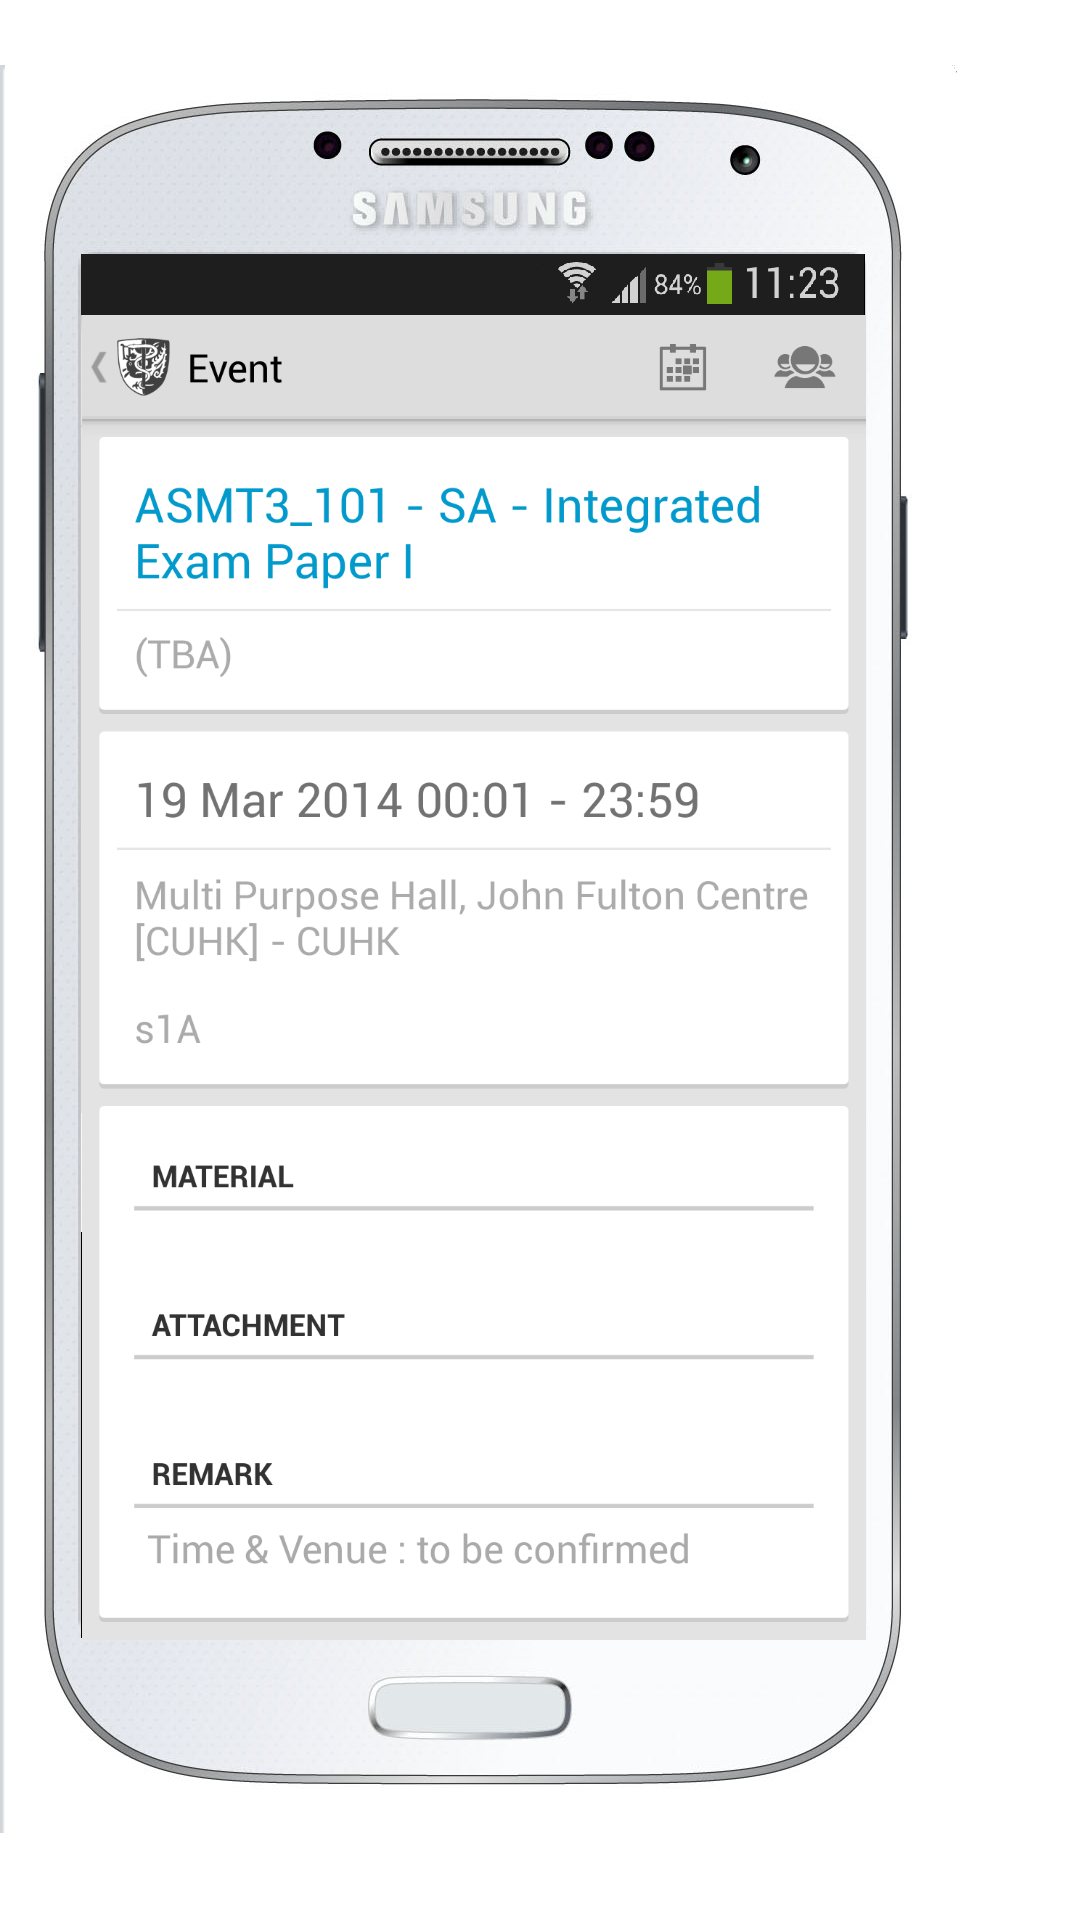 SAMSUNG
84% 11:23
Event
ASMT3_101 - SA - Integrated
Exam Paper I
(TBA)
19 Mar 2014 00:01 - 23:59
Multi Purpose Hall, John Fulton Centre
[CUHK] - CUHK
s1A
MATERIAL
ATTACHMENT
REMARK
Time & Venue : to be confirmed